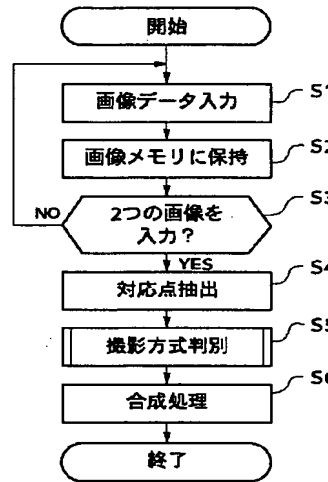 開始
画像データ入力
S1
画像メモリに保持
S2
2つの画像を
入力?
S3
NO
YES
対応点抽出
S4
撮影方式判別
S5
合成処理
S6
終了